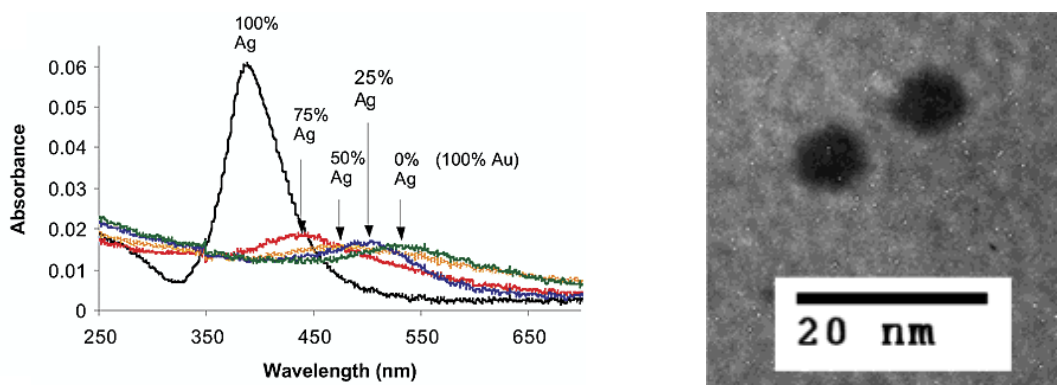 100%
Ag
0.06
25%
Ag
0.05
75%
Ag
0.04
50%
Ag
0%
Ag
(100% Au)
0.03
0.02
0.01
0
Absorbance
250
350
450
550
650
Wavelength (nm)
20 nm